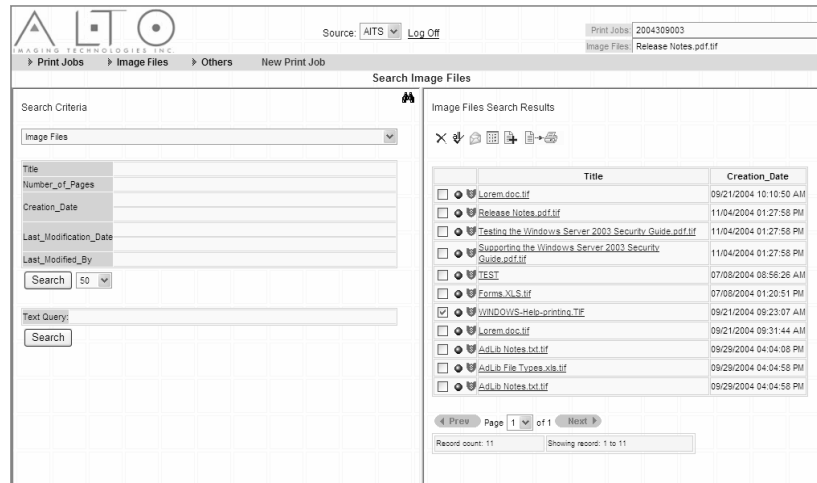 ALTO
IMAGING TECHNOLOGIES INC.
Source: AITS Log Off
Print Jobs: 2004309003
Image Files: Release Notes.pdf.tif
Print Jobs Image Files Others New Print Job
Search Image Files
Search Criteria
Image Files
Title
Number_of_Pages
Creation_Date
Last_Modification_Date
Last_Modified_By
Search 50
Text Query:
Search
Image Files Search Results
Title Creation_Date
Lorem.doc.tif 09/21/2004 10:10:50 AM
Release Notes.pdf.tif 11/04/2004 01:27:58 PM
Testing the Windows Server 2003 Security Guide.pdf.tif 11/04/2004 01:27:58 PM
Supporting the Windows Server 2003 Security
Guide.pdf.tif 11/04/2004 01:27:58 PM
TEST 07/08/2004 08:56:26 AM
Forms.XLS.tif 07/08/2004 01:20:51 PM
WINDOWS-Help-printing.TIF 09/21/2004 09:23:07 AM
Lorem.doc.tif 09/21/2004 09:31:44 AM
AdLib Notes.txt.tif 09/29/2004 04:04:08 PM
AdLib File Types.xls.tif 09/29/2004 04:04:58 PM
AdLib Notes.txt.tif 09/29/2004 04:04:58 PM
Prev Page 1 of 1 Next
Record count: 11 Showing record: 1 to 11